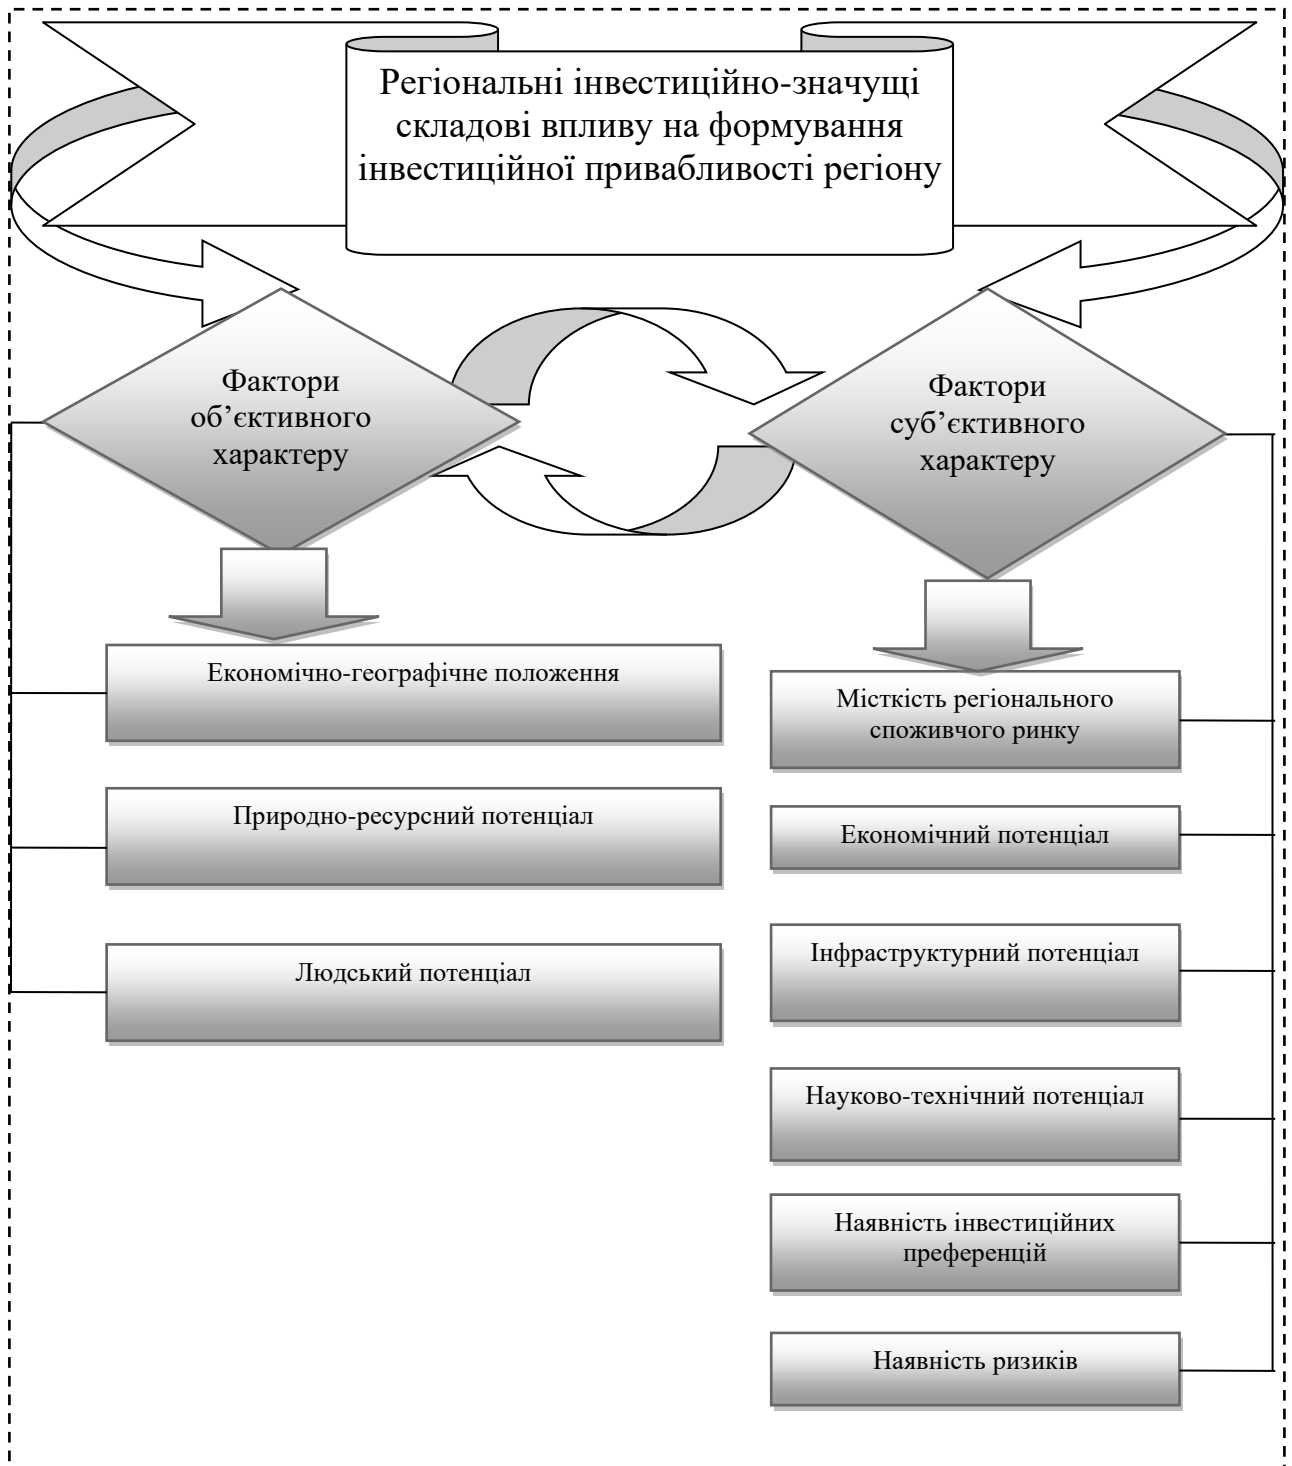 Регіональні інвестиційно-значущі
складові впливу на формування
інвестиційної привабливості регіону
Фактори
об’єктивного
характеру
Фактори
суб’єктивного
характеру
Економічно-географічне положення
Природно-ресурсний потенціал
Людський потенціал
Місткість регіонального
споживчого ринку
Економічний потенціал
Інфраструктурний потенціал
Науково-технічний потенціал
Наявність інвестиційних
преференцій
Наявність ризиків